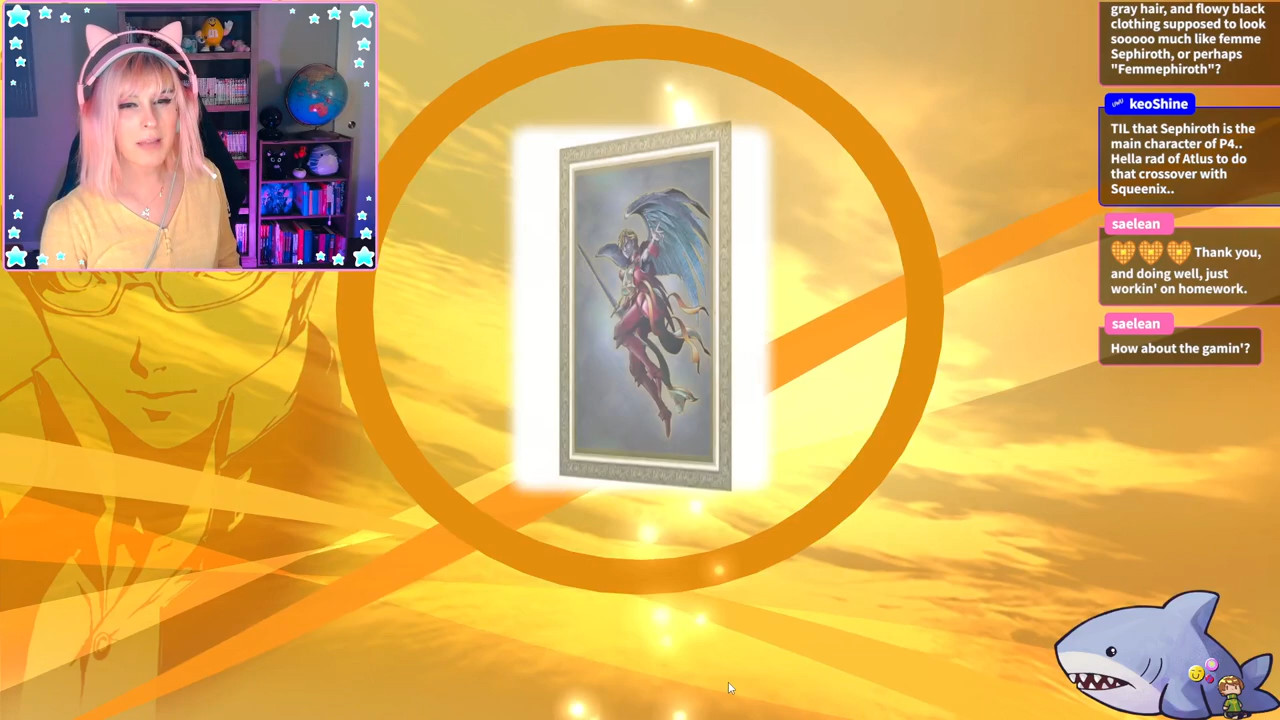 gray hair, and flowy black
clothing supposed to look
sooooo much like femme
Sephiroth, or perhaps
"Femmephiroth"?
keoShine
TIL that Sephiroth is the
main character of P4..
Hella rad of Atlus to do
that crossover with
Squeenix..
saelean
Thank you,
and doing well, just
workin' on homework.
saelean
How about the gamin'?